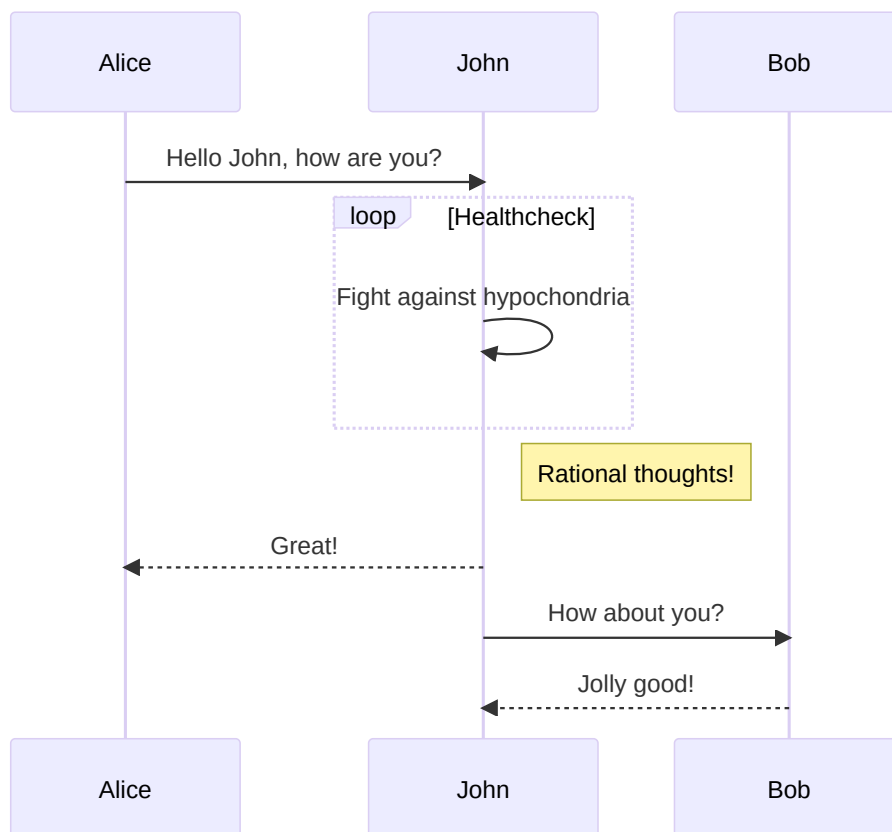 Alice
John
Bob
Hello John, how are you?
loop
[Healthcheck]
Fight against hypochondria
Rational thoughts!
Great!
How about you?
Jolly good!
Alice
John
Bob